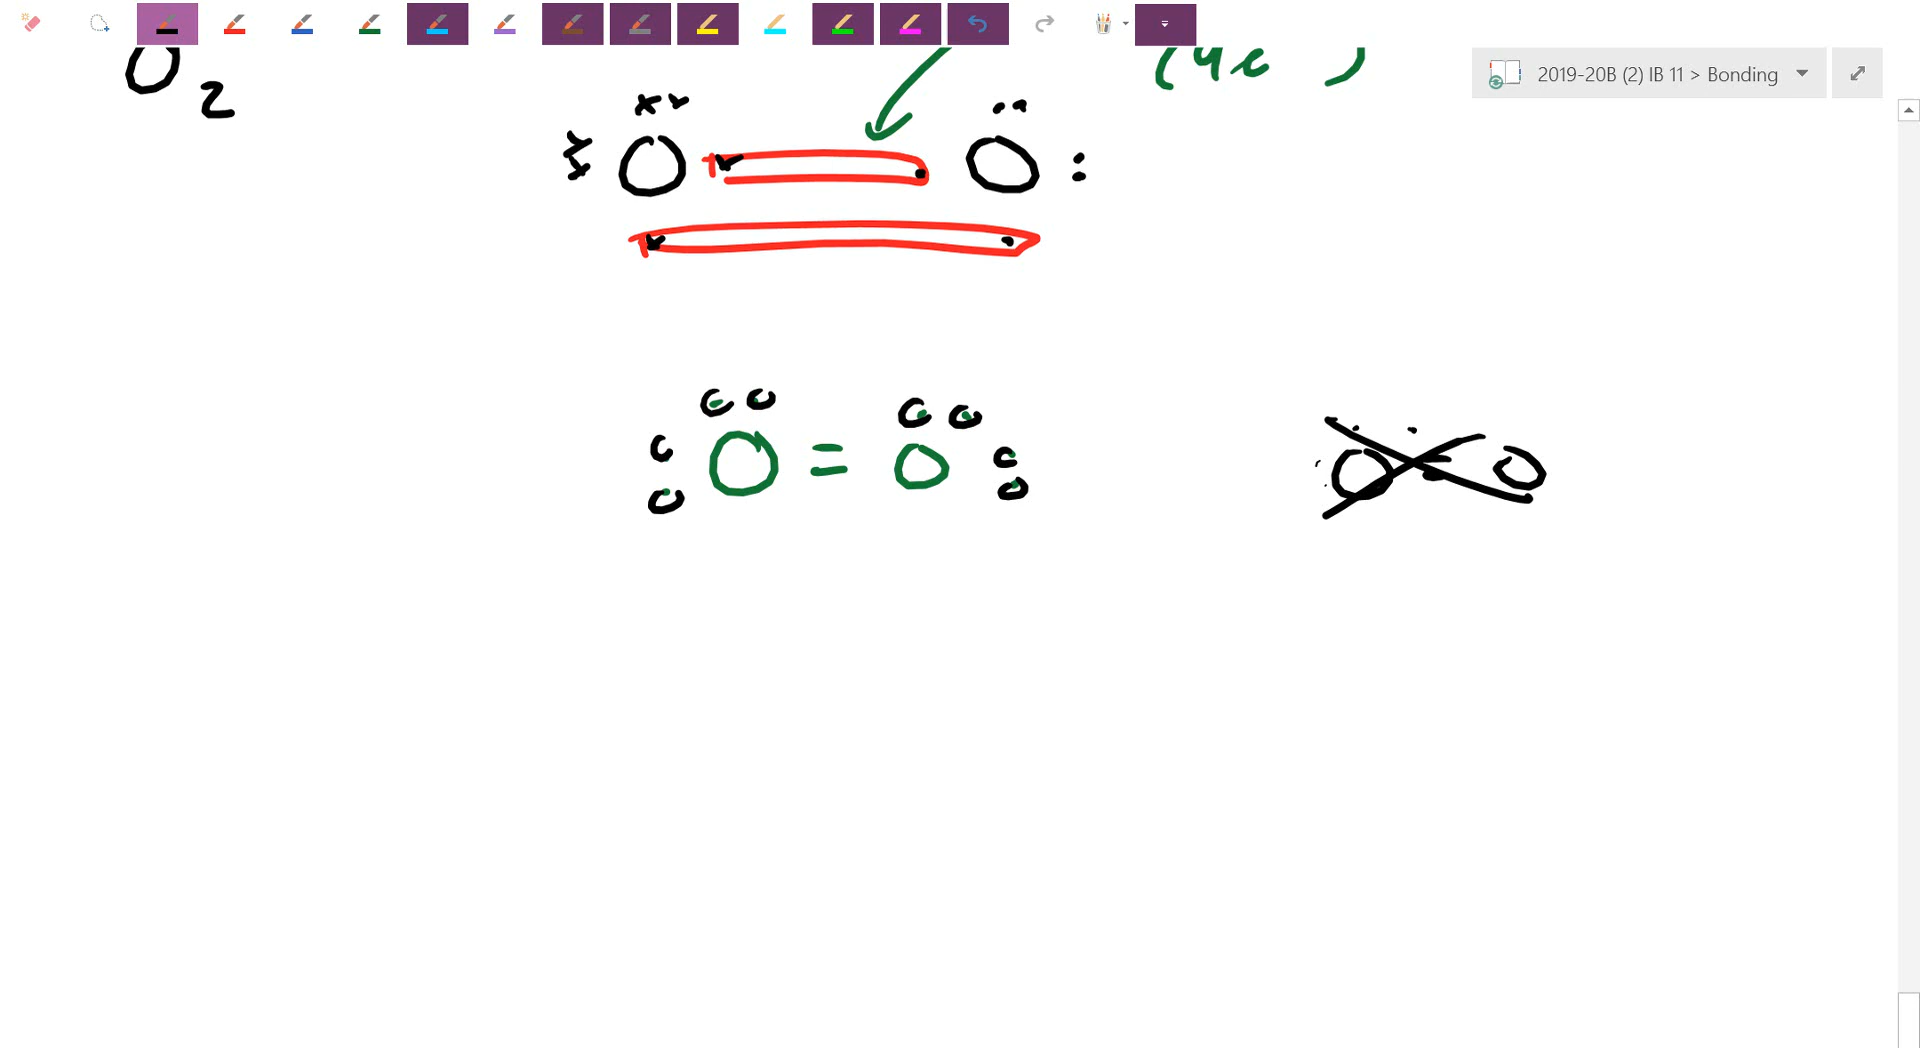 O2
(4e )
2019-20B (2) IB 11 > Bonding
O O :
O = O
O = O